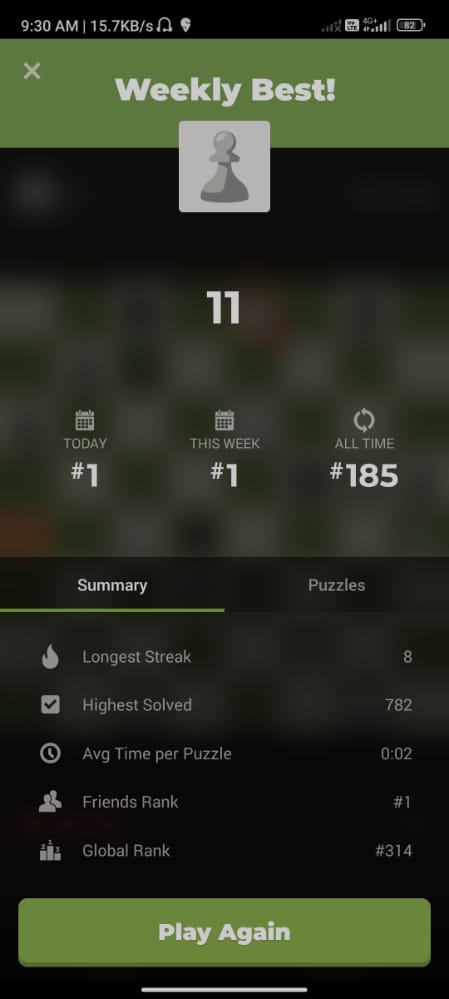 9:30 AM | 15.7KB/s
Vo LTE 4G+ 82
Weekly Best!
11
TODAY THIS WEEK ALL TIME
#1 #1 #185
Summary Puzzles
Longest Streak 8
Highest Solved 782
Avg Time per Puzzle 0:02
Friends Rank #1
Global Rank #314
Play Again